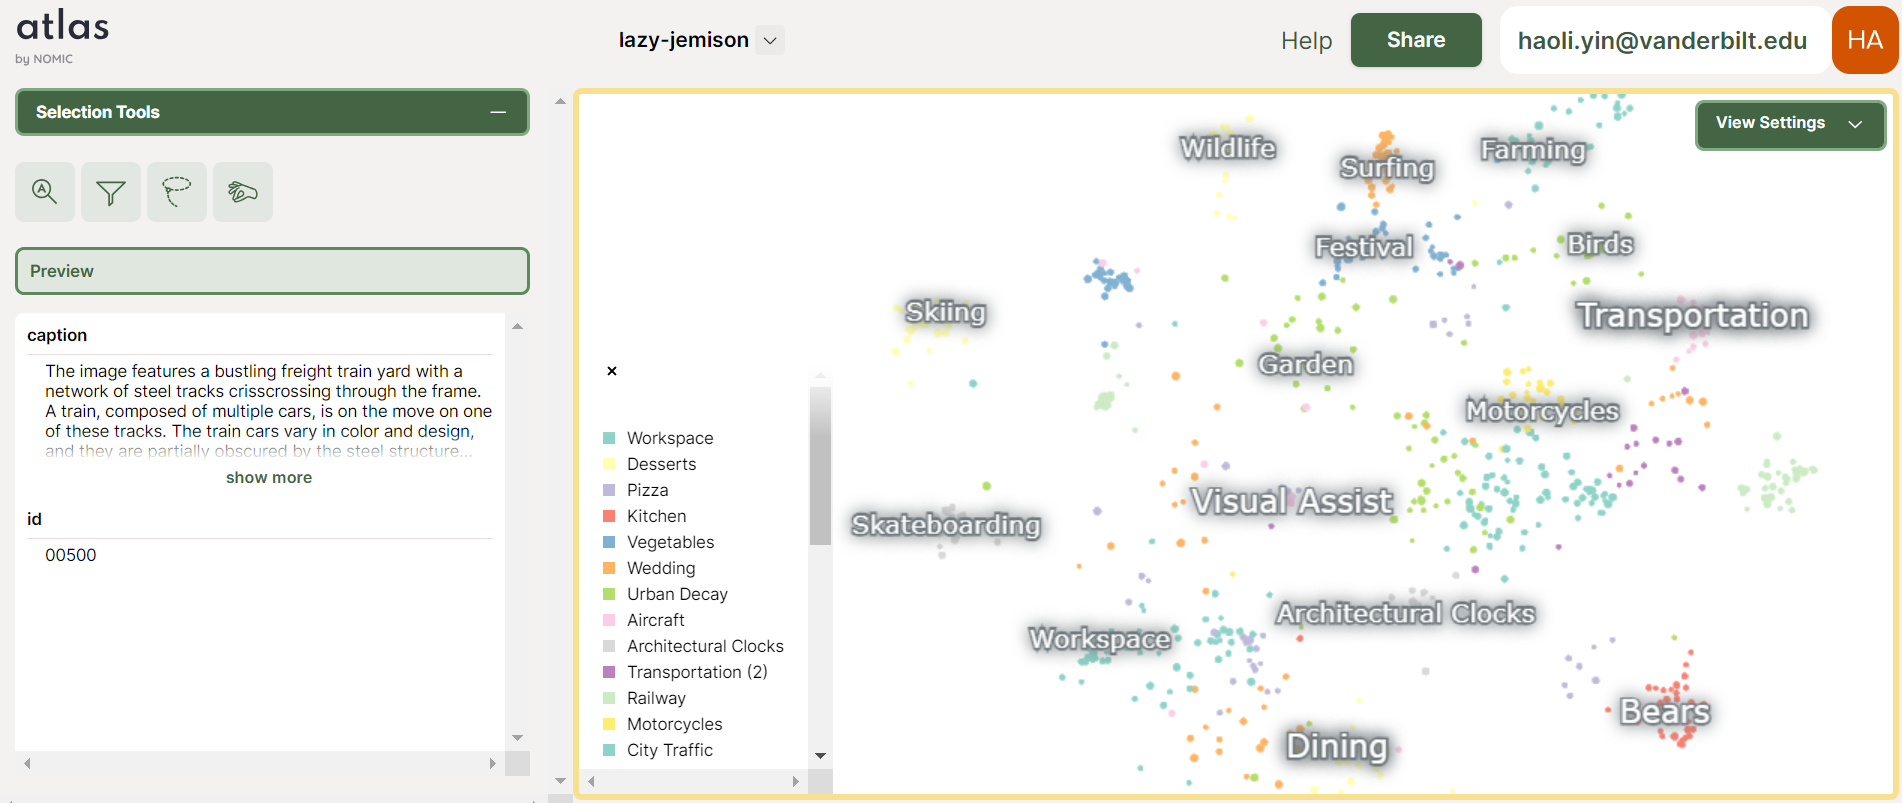 atlas
by NOMIC
lazy-jemison
Help
Share
haoli.yin@vanderbilt.edu
HA
Selection Tools
A
Preview
caption
The image features a bustling freight train yard with a
network of steel tracks crisscrossing through the frame.
A train, composed of multiple cars, is on the move on one
of these tracks. The train cars vary in color and design,
and they are partially obscured by the steel structure...
show more
id
00500
View Settings
Wildlife
Surfing
Farming
Festival
Birds
Skiing
Transportation
Garden
Motorcycles
Visual Assist
Skateboarding
Architectural Clocks
Workspace
Bears
Dining
×
Workspace
Desserts
Pizza
Kitchen
Vegetables
Wedding
Urban Decay
Aircraft
Architectural Clocks
Transportation (2)
Railway
Motorcycles
City Traffic